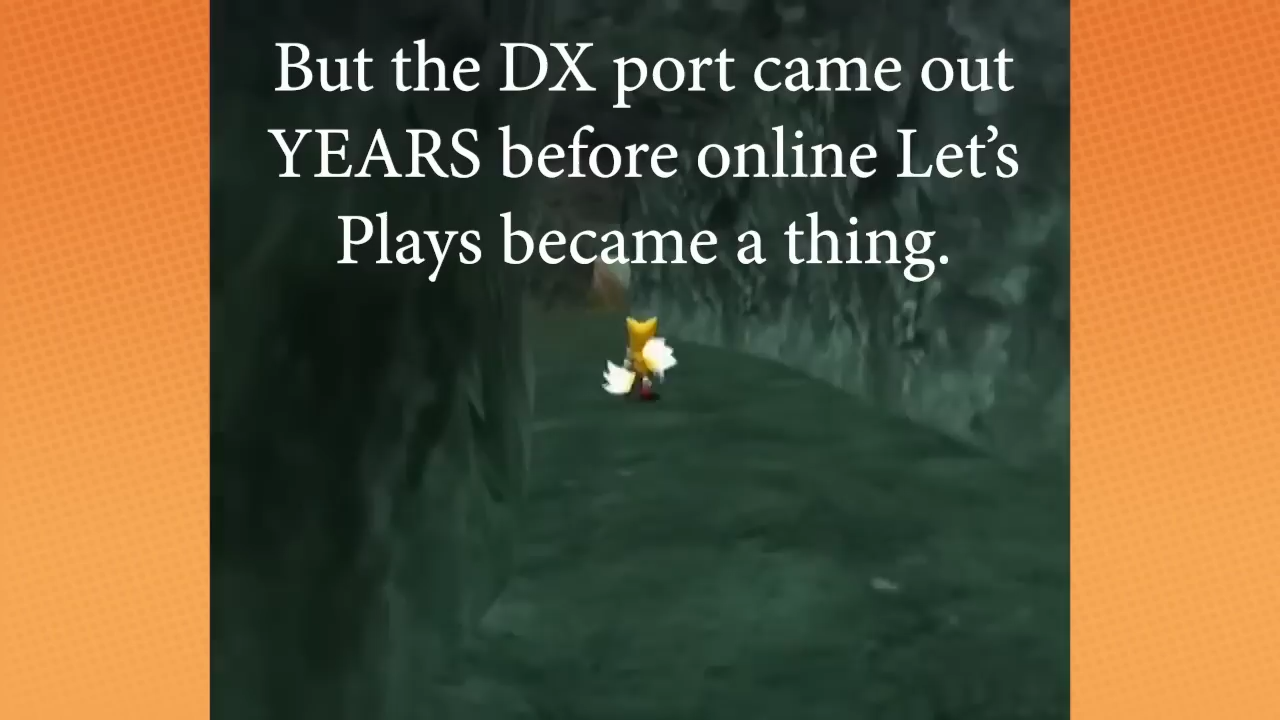 But the DX port came out
YEARS before online Let’s
Plays became a thing.